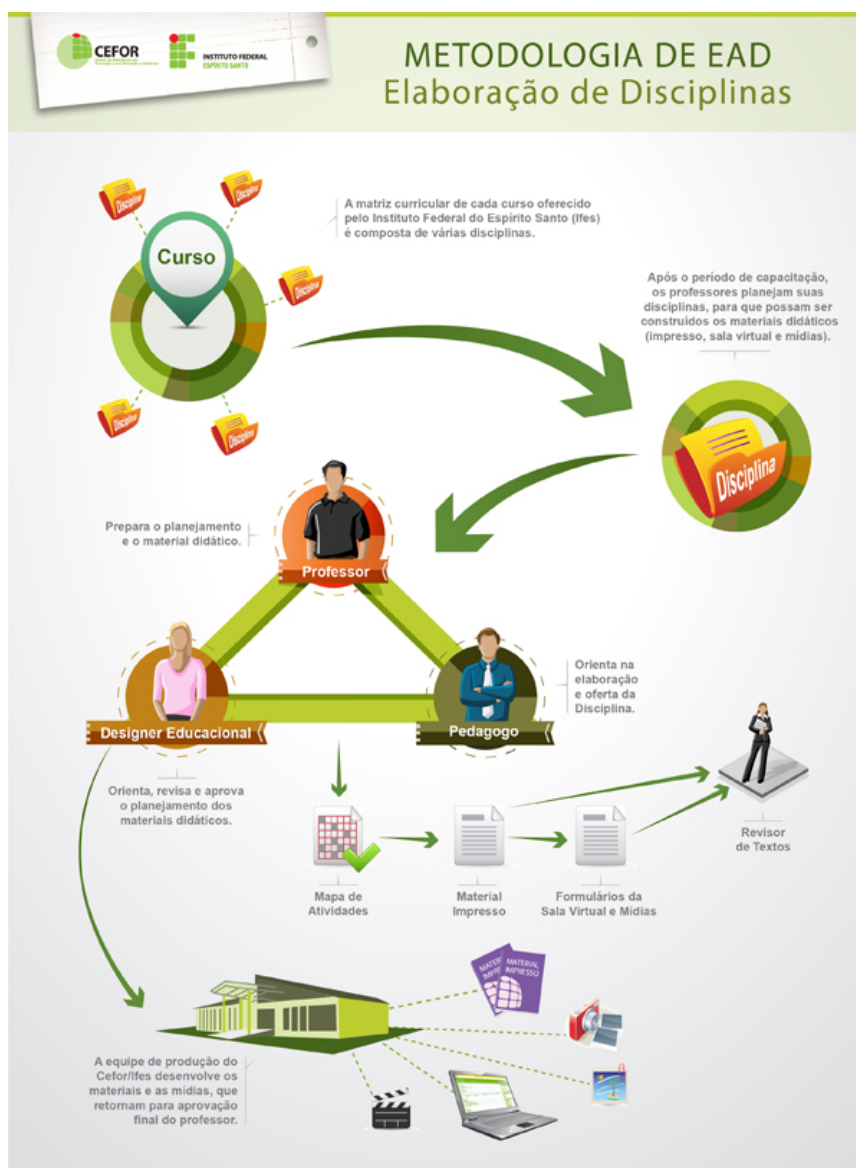 CEFOR
INSTITUTO FEDERAL
ESPÍRITO SANTO
METODOLOGIA DE EAD
Elaboração de Disciplinas
Disciplina
Disciplina
A matriz curricular de cada curso oferecido
pelo Instituto Federal do Espírito Santo (Ifes)
é composta de várias disciplinas.
Curso
Disciplina
Após o período de capacitação,
os professores planejam suas
disciplinas, para que possam ser
construídos os materiais didáticos
(impresso, sala virtual e mídias).
Disciplina
Disciplina
Disciplina
Prepara o planejamento
e o material didático.
Professor
Orienta na
elaboração
e oferta da
Disciplina.
Designer Educacional
Pedagogo
Orienta, revisa e aprova
o planejamento dos
materiais didáticos.
Revisor
de Textos
Mapa de
Atividades
Material
Impresso
Formulários da
Sala Virtual e Mídias
MATERIAL
IMPRESSO
MATERIAL
IMPRESSO
A equipe de produção do
Cefor/Ifes desenvolve os
materiais e as mídias, que
retornam para aprovação
final do professor.